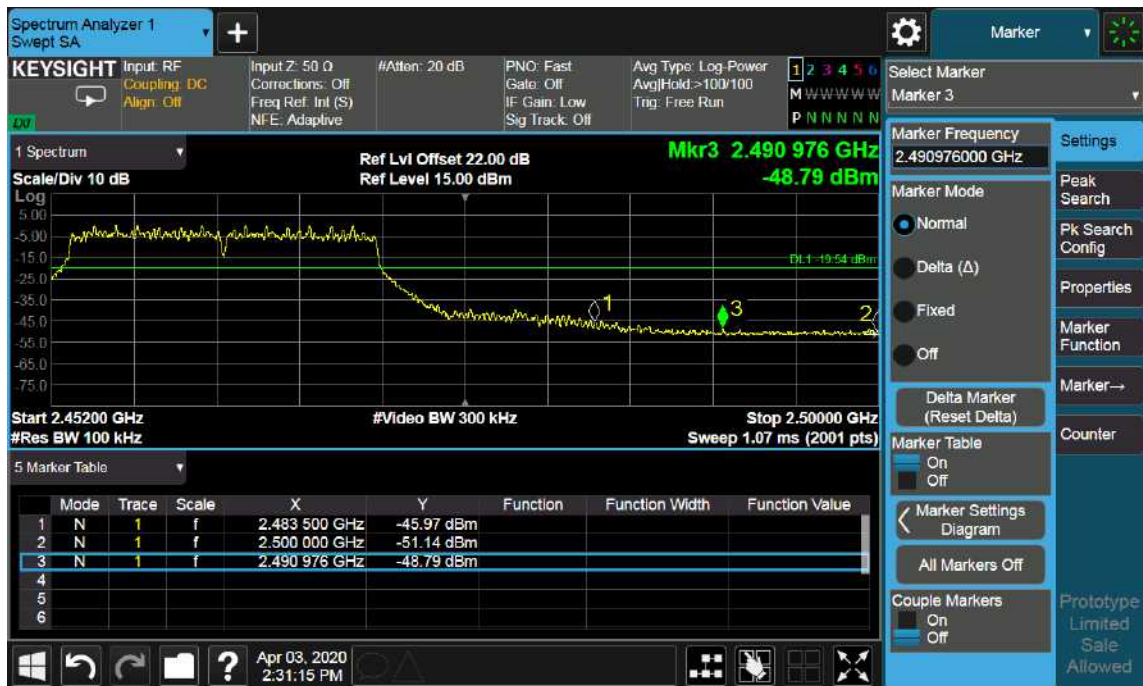 Spectrum Analyzer 1
Swept SA
Marker
KEYSIGHT
Input: RF
Coupling: DC
Align: Off
Input Z: 50 Ω
Corrections: Off
Freq Ref: Int (S)
NFE: Adaptive
#Atten: 20 dB
PNO: Fast
Gate: Off
IF Gain: Low
Sig Track: Off
Avg Type: Log-Power
Avg|Hold:>100/100
Trig: Free Run
1 2 3 4 5 6
M W W W W W
P N N N N N
LXI
Select Marker
Marker 3
1 Spectrum
Scale/Div 10 dB
Ref Lvl Offset 22.00 dB
Ref Level 15.00 dBm
Mkr3 2.490 976 GHz
-48.79 dBm
Log
5.00
-5.00
-15.0
-25.0
-35.0
-45.0
-55.0
-65.0
-75.0
DL1 -19.54 dBm
1
3
2
Start 2.45200 GHz
#Res BW 100 kHz
#Video BW 300 kHz
Stop 2.50000 GHz
Sweep 1.07 ms (2001 pts)
5 Marker Table
Mode Trace Scale X Y Function Function Width Function Value
1 N 1 f 2.483 500 GHz -45.97 dBm
2 N 1 f 2.500 000 GHz -51.14 dBm
3 N 1 f 2.490 976 GHz -48.79 dBm
4
5
6
Marker Frequency
2.490976000 GHz
Marker Mode
Normal
Delta (Δ)
Fixed
Off
Delta Marker
(Reset Delta)
Marker Table
On
Off
Marker Settings
Diagram
All Markers Off
Couple Markers
On
Off
Settings
Peak
Search
Pk Search
Config
Properties
Marker
Function
Marker→
Counter
Prototype
Limited
Sale
Allowed
?
Apr 03, 2020
2:31:15 PM